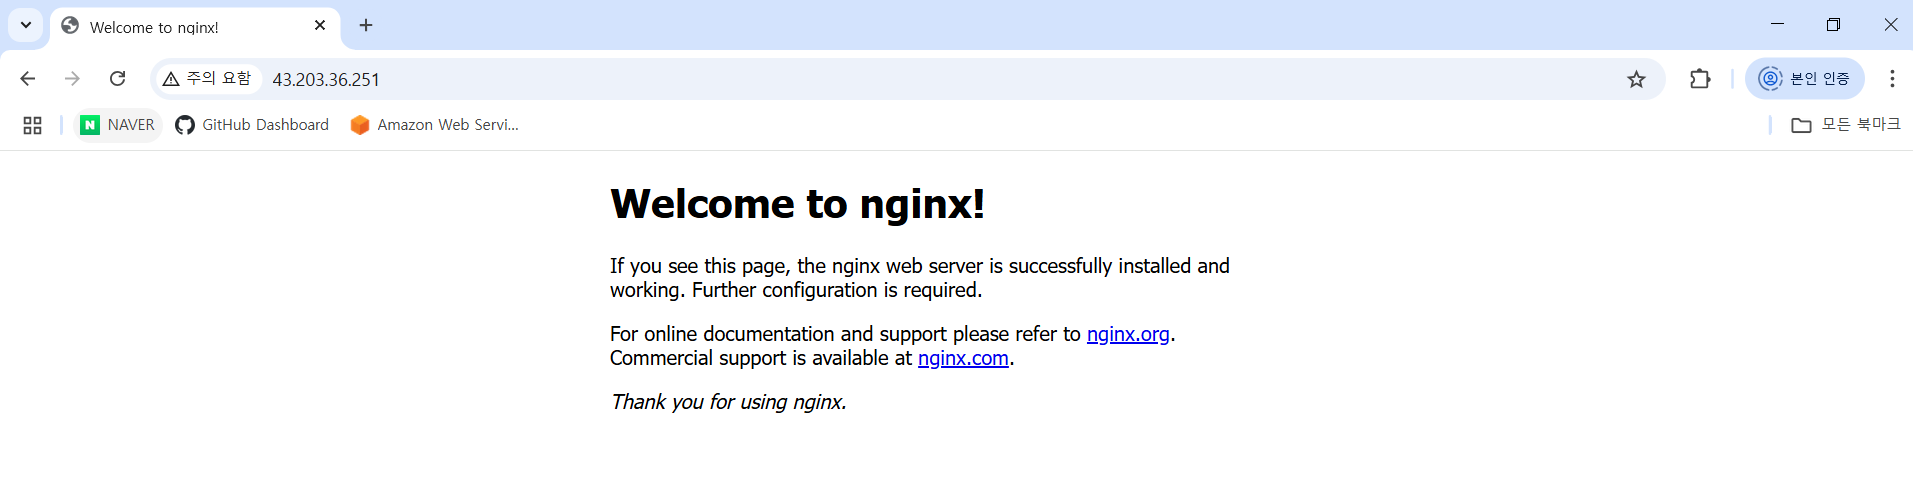 Welcome to nginx!
주의 요함 43.203.36.251 본인 인증
NAVER GitHub Dashboard Amazon Web Servi... 모든 북마크
Welcome to nginx!
If you see this page, the nginx web server is successfully installed and
working. Further configuration is required.
For online documentation and support please refer to nginx.org.
Commercial support is available at nginx.com.
Thank you for using nginx.